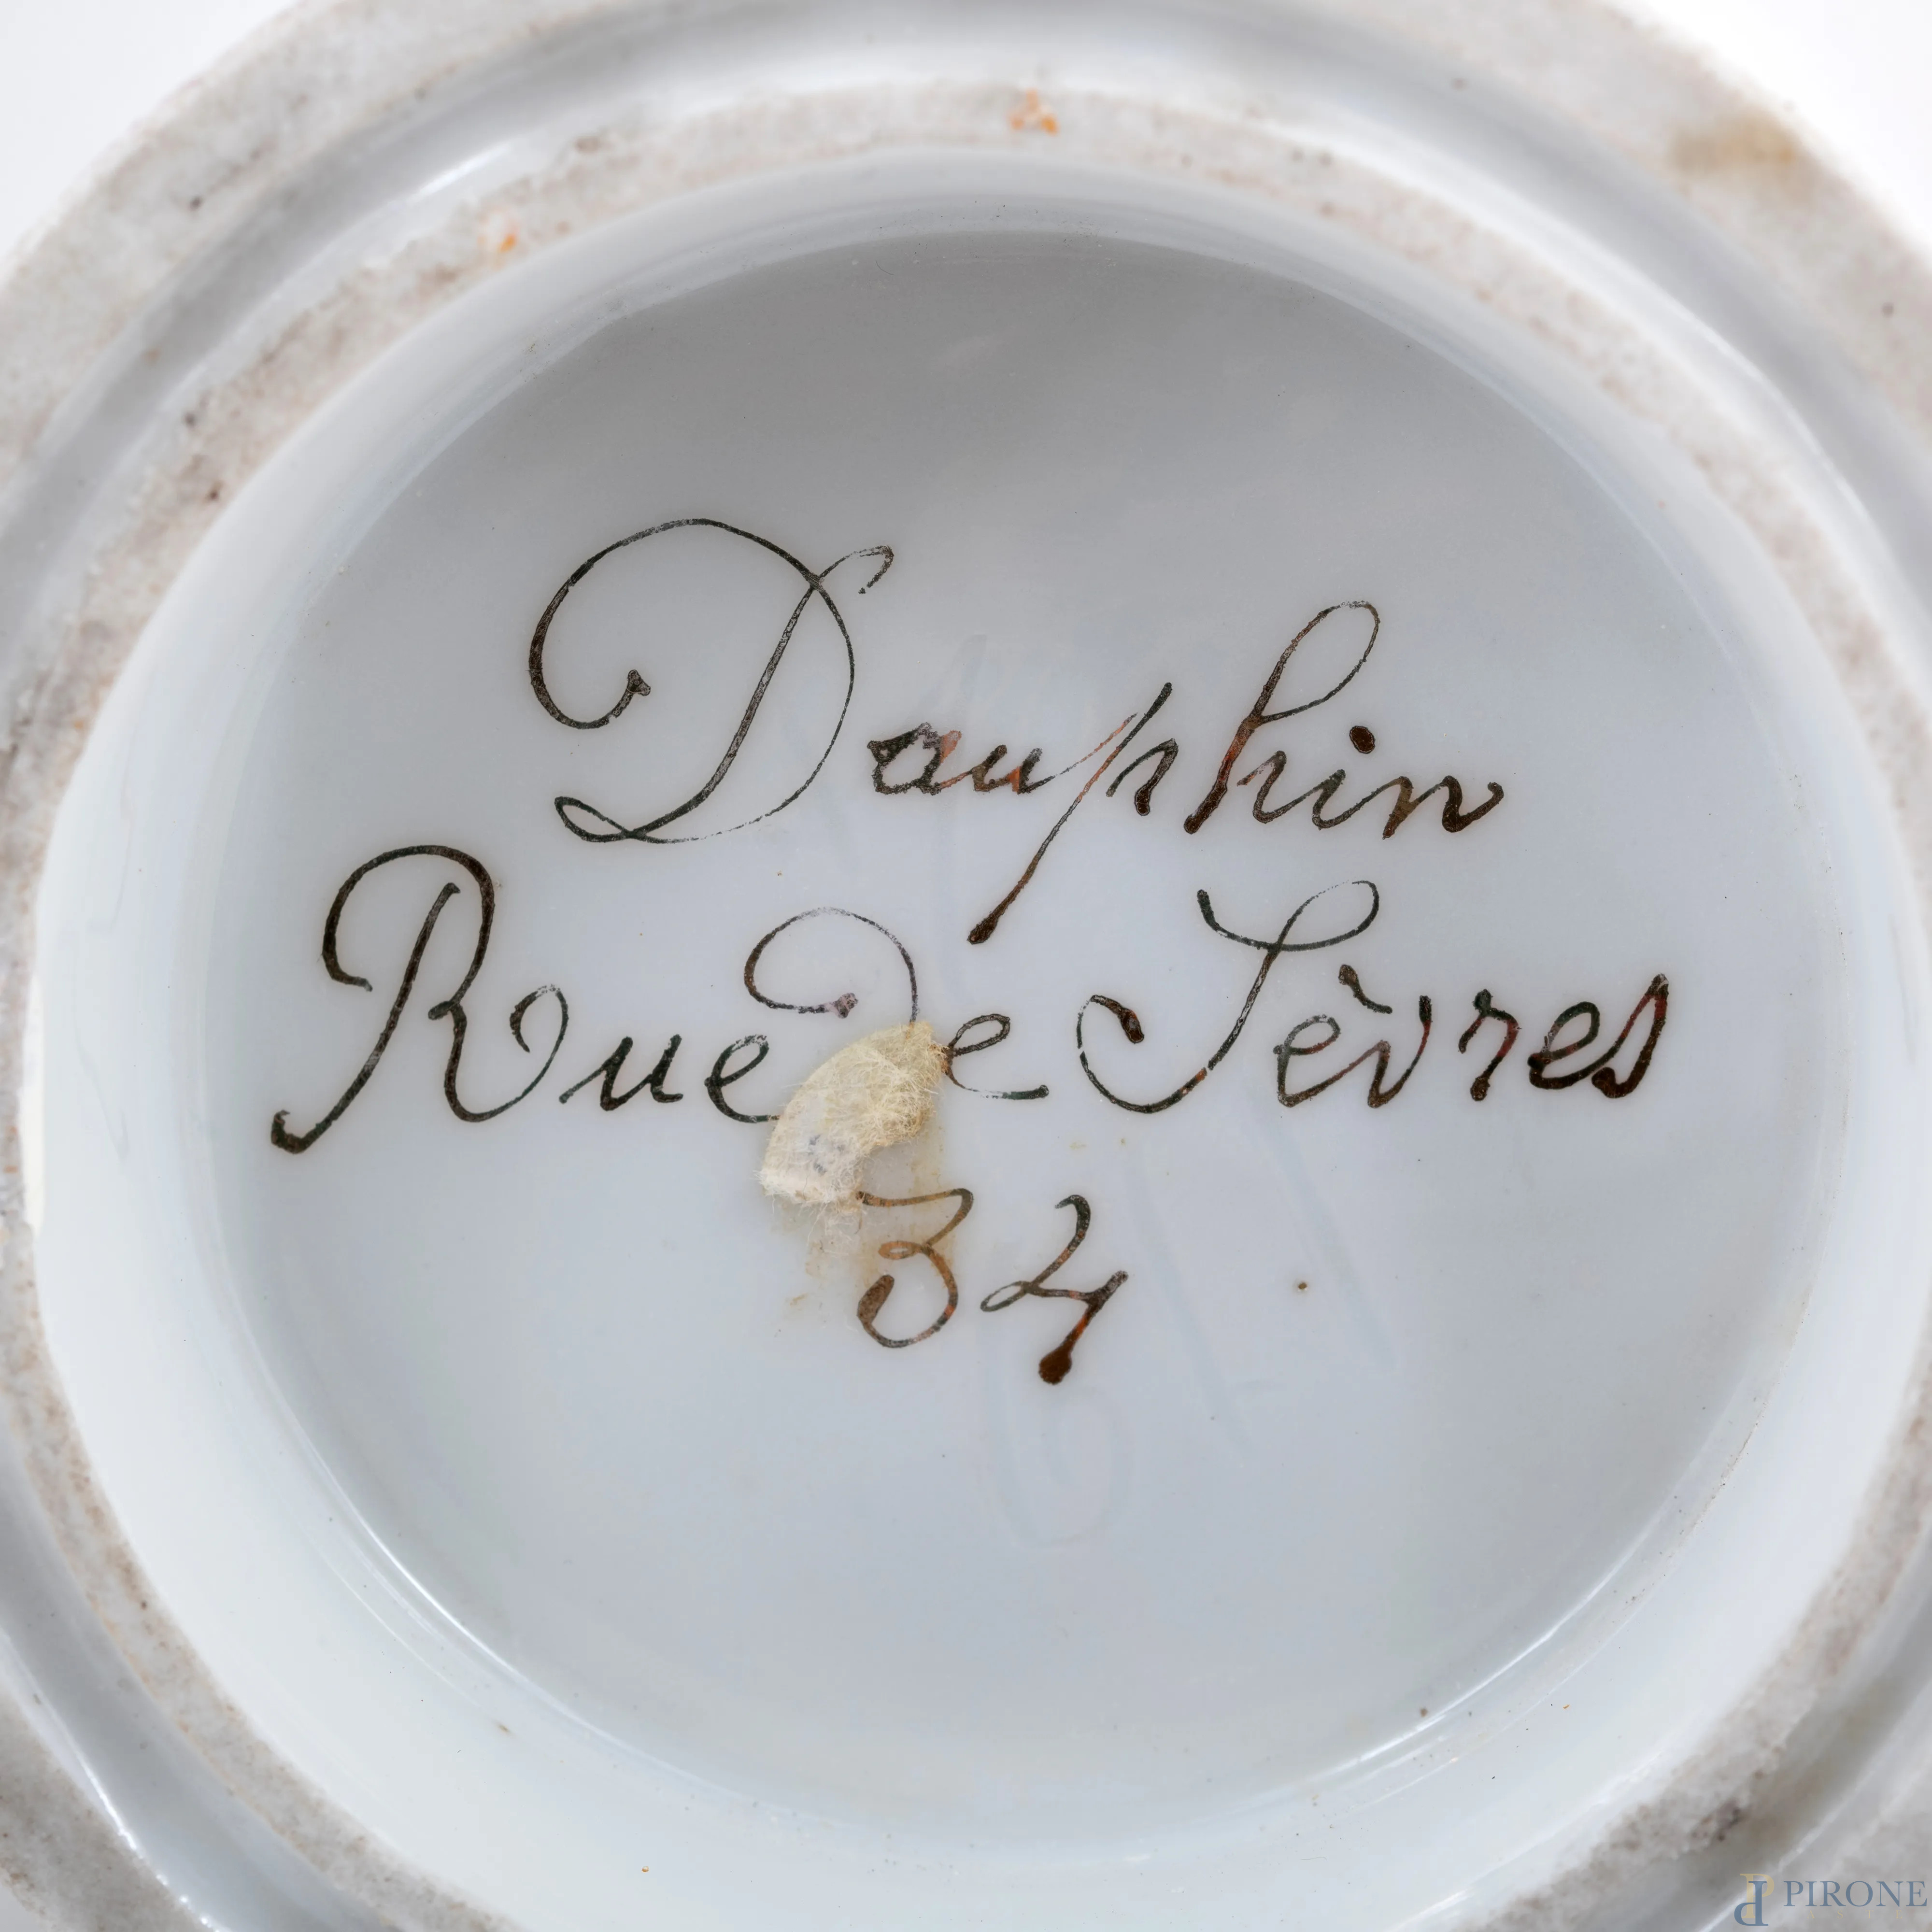 Dauphin
Rue de Sèvres
34
PIRONE